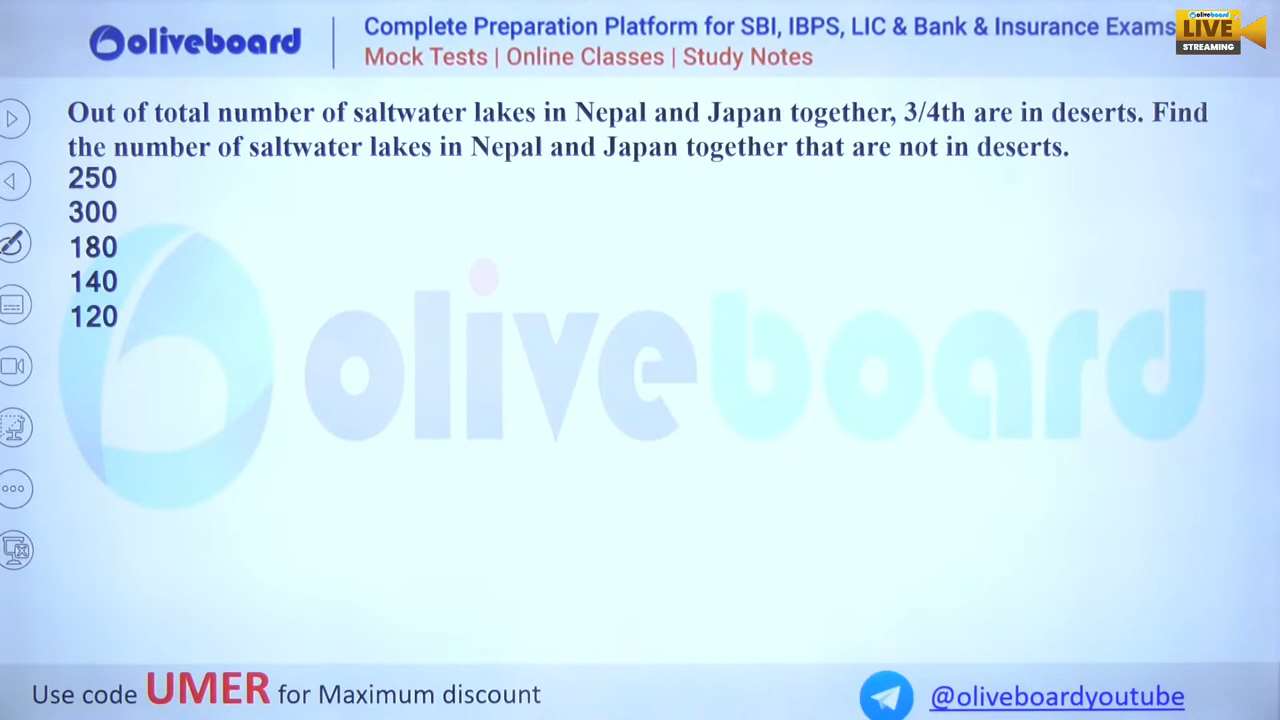 oliveboard
Complete Preparation Platform for SBI, IBPS, LIC & Bank & Insurance Exams
Mock Tests | Online Classes | Study Notes
oliveboard
LIVE
STREAMING
Out of total number of saltwater lakes in Nepal and Japan together, 3/4th are in deserts. Find
the number of saltwater lakes in Nepal and Japan together that are not in deserts.
250
300
180
140
120
oliveboard
Use code UMER for Maximum discount
@oliveboardyoutube